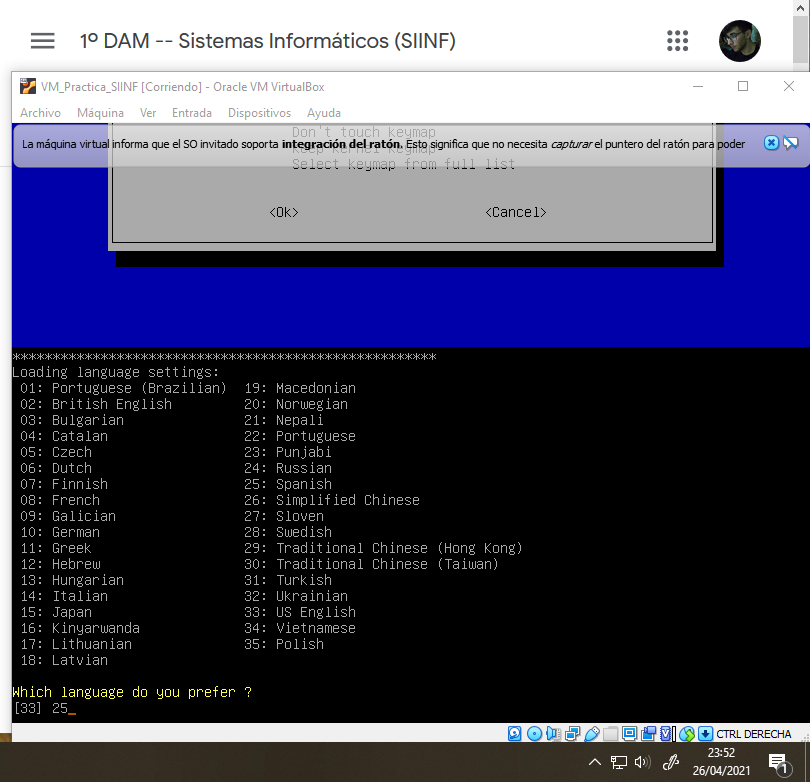 1º DAM -- Sistemas Informáticos (SIINF)
VM_Practica_SIINF [Corriendo] - Oracle VM VirtualBox
Archivo Máquina Ver Entrada Dispositivos Ayuda
Don't touch keymap
La máquina virtual informa que el SO invitado soporta integración del ratón. Esto significa que no necesita capturar el puntero del ratón para poder
Keep kernel keymap
Select keymap from full list
<Ok> <Cancel>
*****************************************************
Loading language settings:
01: Portuguese (Brazilian) 19: Macedonian
02: British English 20: Norwegian
03: Bulgarian 21: Nepali
04: Catalan 22: Portuguese
05: Czech 23: Punjabi
06: Dutch 24: Russian
07: Finnish 25: Spanish
08: French 26: Simplified Chinese
09: Galician 27: Sloven
10: German 28: Swedish
11: Greek 29: Traditional Chinese (Hong Kong)
12: Hebrew 30: Traditional Chinese (Taiwan)
13: Hungarian 31: Turkish
14: Italian 32: Ukrainian
15: Japan 33: US English
16: Kinyarwanda 34: Vietnamese
17: Lithuanian 35: Polish
18: Latvian
Which language do you prefer ?
[33] 25_
CTRL DERECHA
23:52
26/04/2021
1